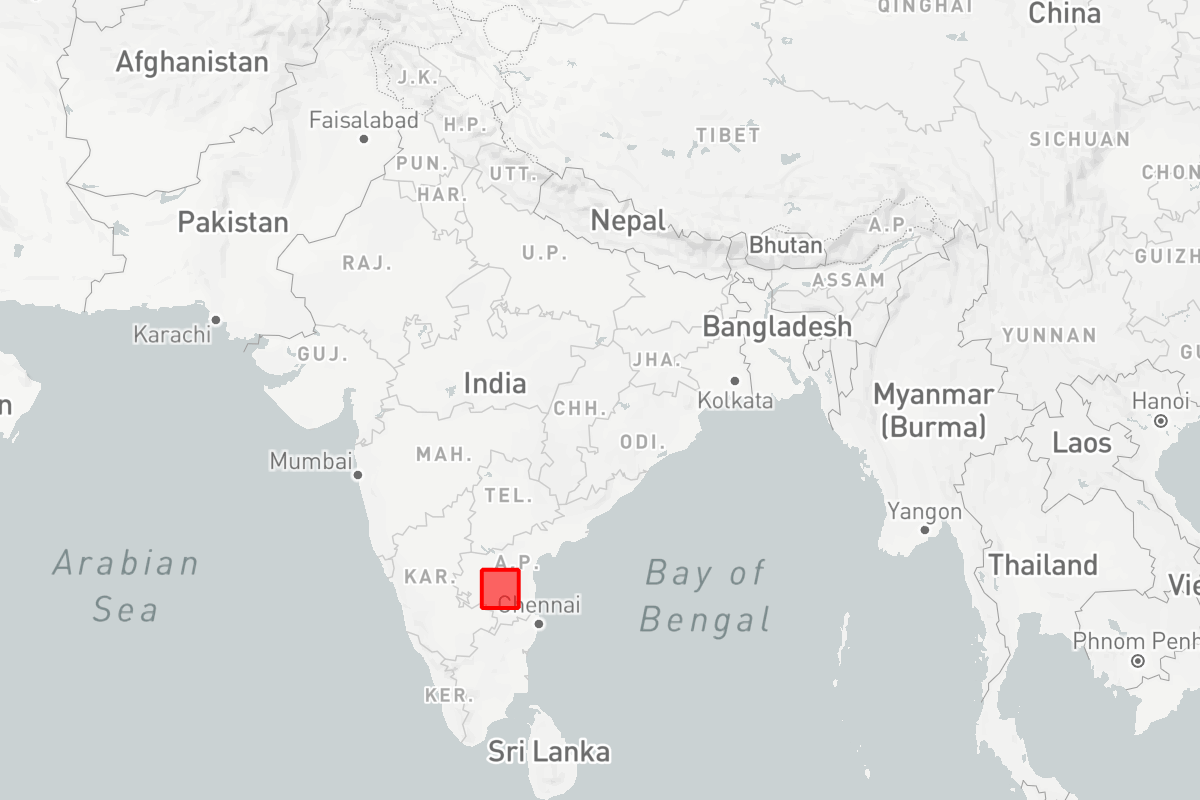 QINGHAI
China
Afghanistan
J.K.
Faisalabad
H.P.
TIBET
SICHUAN
PUN.
UTT.
CHON
HAR.
Pakistan
Nepal
A.P.
Bhutan
U.P.
RAJ.
GUIZH
ASSAM
Karachi
Bangladesh
YUNNAN
GUJ.
JHA.
GU
India
Kolkata
Myanmar
(Burma)
n
CHH.
Hanoi
ODI.
Laos
MAH.
Mumbai
TEL.
Yangon
Arabian
Sea
A.P.
Bay of
Bengal
Thailand
KAR.
Vie
Chennai
Phnom Penh
KER.
Sri Lanka